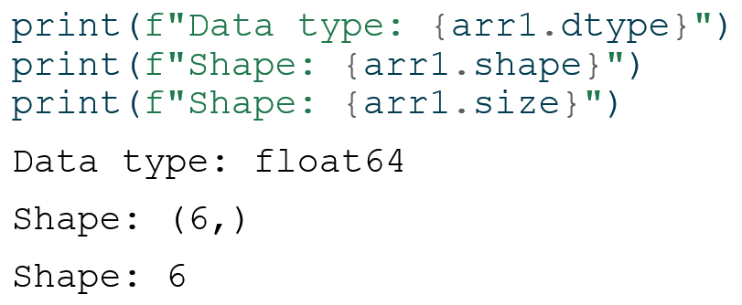 print(f"Data type: {arr1.dtype}")
print(f"Shape: {arr1.shape}")
print(f"Shape: {arr1.size}")
Data type: float64
Shape: (6,)
Shape: 6